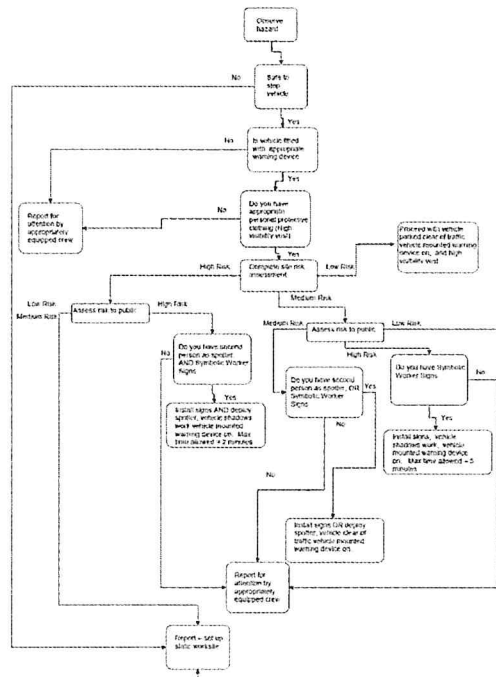 Observe
hazard
No
Safe to
stop
vehicle
Yes
No
Is vehicle fitted
with appropriate
warning device
Yes
Report for
attention by
appropriately
equipped crew
No
Do you have
appropriate
personal protective
clothing (high
visibility vest)
Yes
Proceed with vehicle
parked clear of traffic
vehicle mounted warning
device on, and high
visibility vest
High Risk
Complete site risk
assessment
Low Risk
Medium Risk
Low Risk
Medium Risk
Assess risk to public
High Risk
Medium Risk
Assess risk to public
Low Risk
High Risk
No
Do you have second
person as spotter
AND Symbolic Worker
Signs
Yes
Install signs AND deploy
spotter, vehicle shadows
work vehicle mounted
warning device on. Max
time allowed = 2 minutes
Do you have second
person as spotter, OR
Symbolic Worker
Signs
Yes
No
Do you have Symbolic
Worker Signs
No
Yes
Install signs, vehicle
shadows work, vehicle
mounted warning device
on. Max time allowed = 5
minutes
No
Install signs OR deploy
spotter, vehicle clear of
traffic vehicle mounted
warning device on.
Report for
attention by
appropriately
equipped crew
Report – set up
static worksite